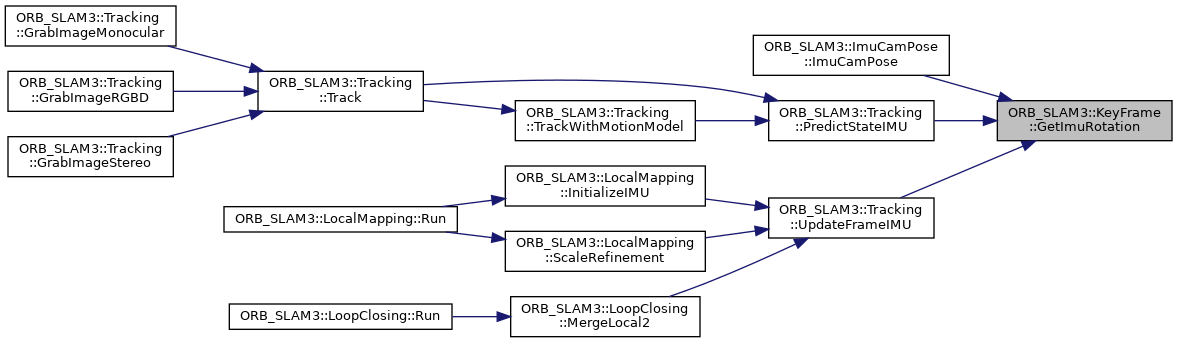 ORB_SLAM3::Tracking
::GrabImageMonocular
ORB_SLAM3::Tracking
::GrabImageRGBD
ORB_SLAM3::Tracking
::GrabImageStereo
ORB_SLAM3::Tracking
::Track
ORB_SLAM3::Tracking
::TrackWithMotionModel
ORB_SLAM3::ImuCamPose
::ImuCamPose
ORB_SLAM3::Tracking
::PredictStateIMU
ORB_SLAM3::KeyFrame
::GetImuRotation
ORB_SLAM3::LocalMapping
::InitializeIMU
ORB_SLAM3::LocalMapping::Run
ORB_SLAM3::LocalMapping
::ScaleRefinement
ORB_SLAM3::Tracking
::UpdateFrameIMU
ORB_SLAM3::LoopClosing::Run
ORB_SLAM3::LoopClosing
::MergeLocal2